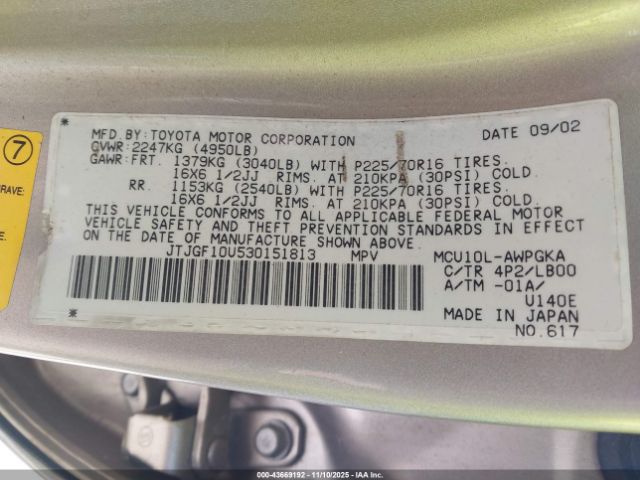 7
RAVE:
E.
MFD. BY: TOYOTA MOTOR CORPORATION DATE 09/02
GVWR: 2247KG (4950LB)
GAWR: FRT. 1379KG (3040LB) WITH P225/70R16 TIRES.
16X6 1/2JJ RIMS. AT 210KPA (30PSI) COLD.
RR. 1153KG (2540LB) WITH P225/70R16 TIRES.
16X6 1/2JJ RIMS. AT 210KPA (30PSI) COLD.
THIS VEHICLE CONFORMS TO ALL APPLICABLE FEDERAL MOTOR
VEHICLE SAFETY AND THEFT PREVENTION STANDARDS IN EFFECT
ON THE DATE OF MANUFACTURE SHOWN ABOVE.
JTJGF10U530151813 MPV MCU10L-AWPGKA
C/TR 4P2/LB00
A/TM -01A/
U140E
MADE IN JAPAN
NO.617
000-43669192 - 11/10/2025 - COPART.CA